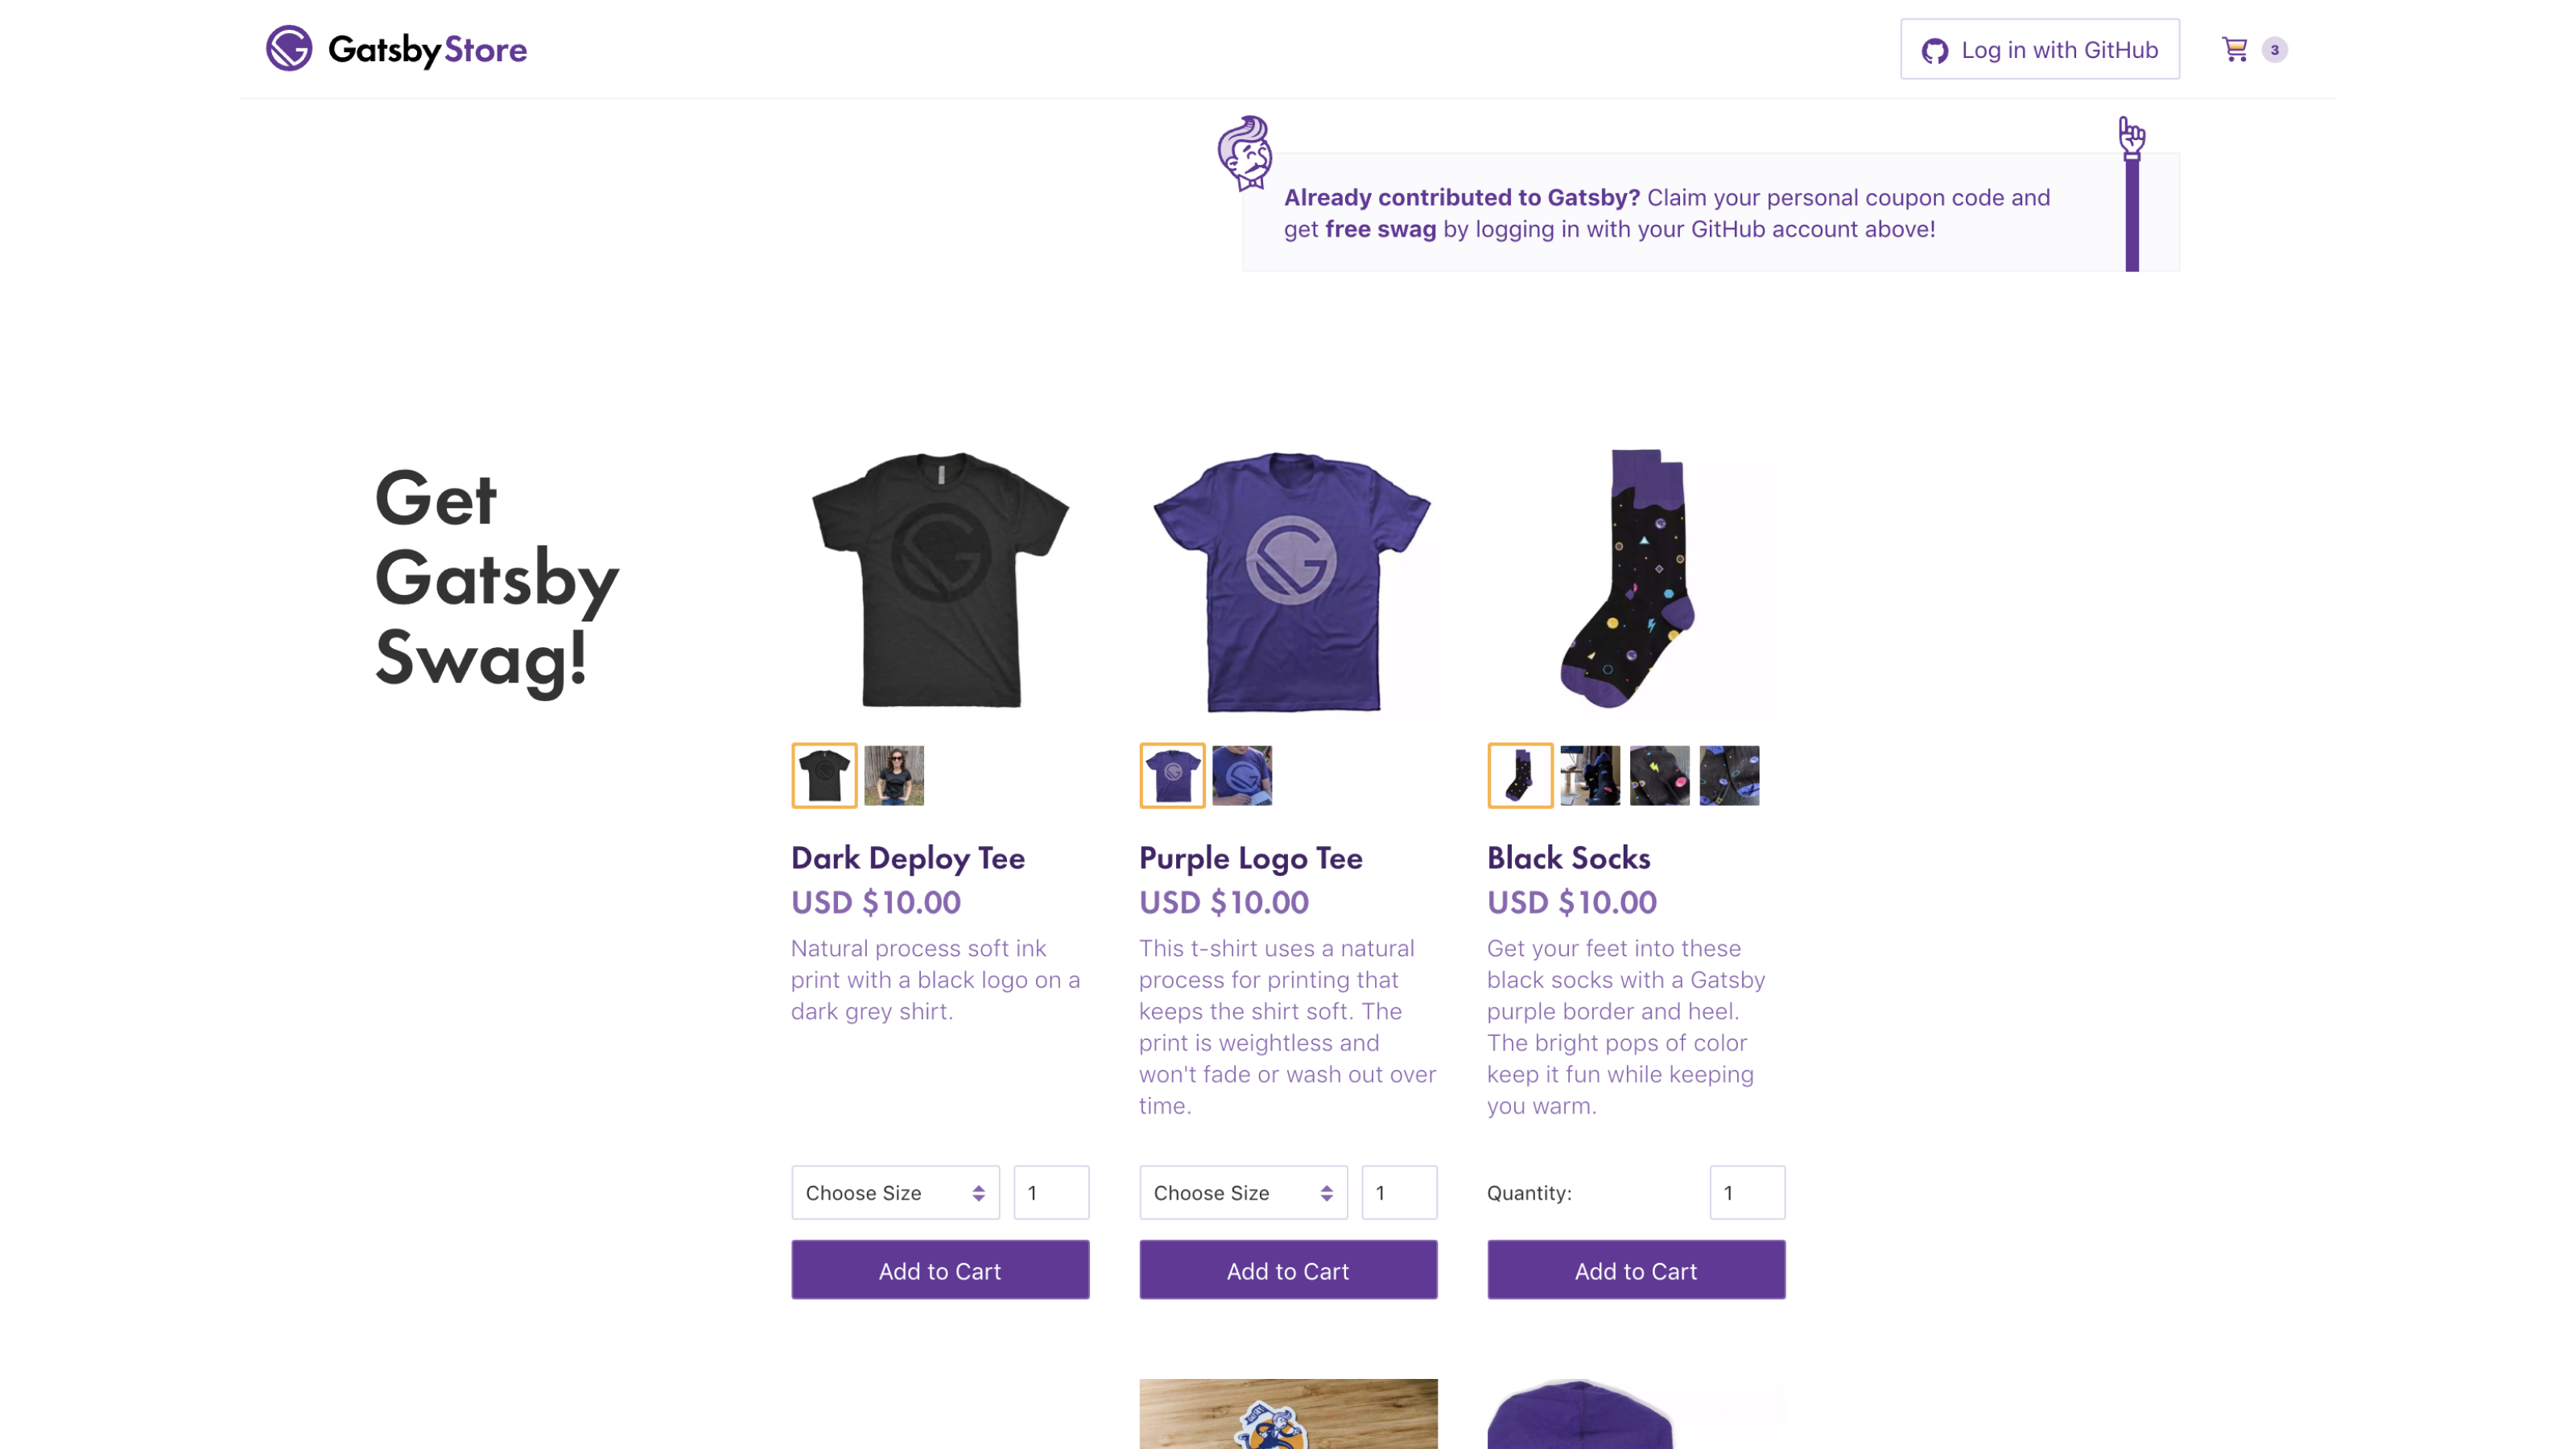 Gatsby Store
Log in with GitHub
3
Already contributed to Gatsby? Claim your personal coupon code and
get free swag by logging in with your GitHub account above!
Get
Gatsby
Swag!
Dark Deploy Tee
USD $10.00
Natural process soft ink
print with a black logo on a
dark grey shirt.
Choose Size
1
Add to Cart
Purple Logo Tee
USD $10.00
This t-shirt uses a natural
process for printing that
keeps the shirt soft. The
print is weightless and
won't fade or wash out over
time.
Choose Size
1
Add to Cart
Black Socks
USD $10.00
Get your feet into these
black socks with a Gatsby
purple border and heel.
The bright pops of color
keep it fun while keeping
you warm.
Quantity:
1
Add to Cart